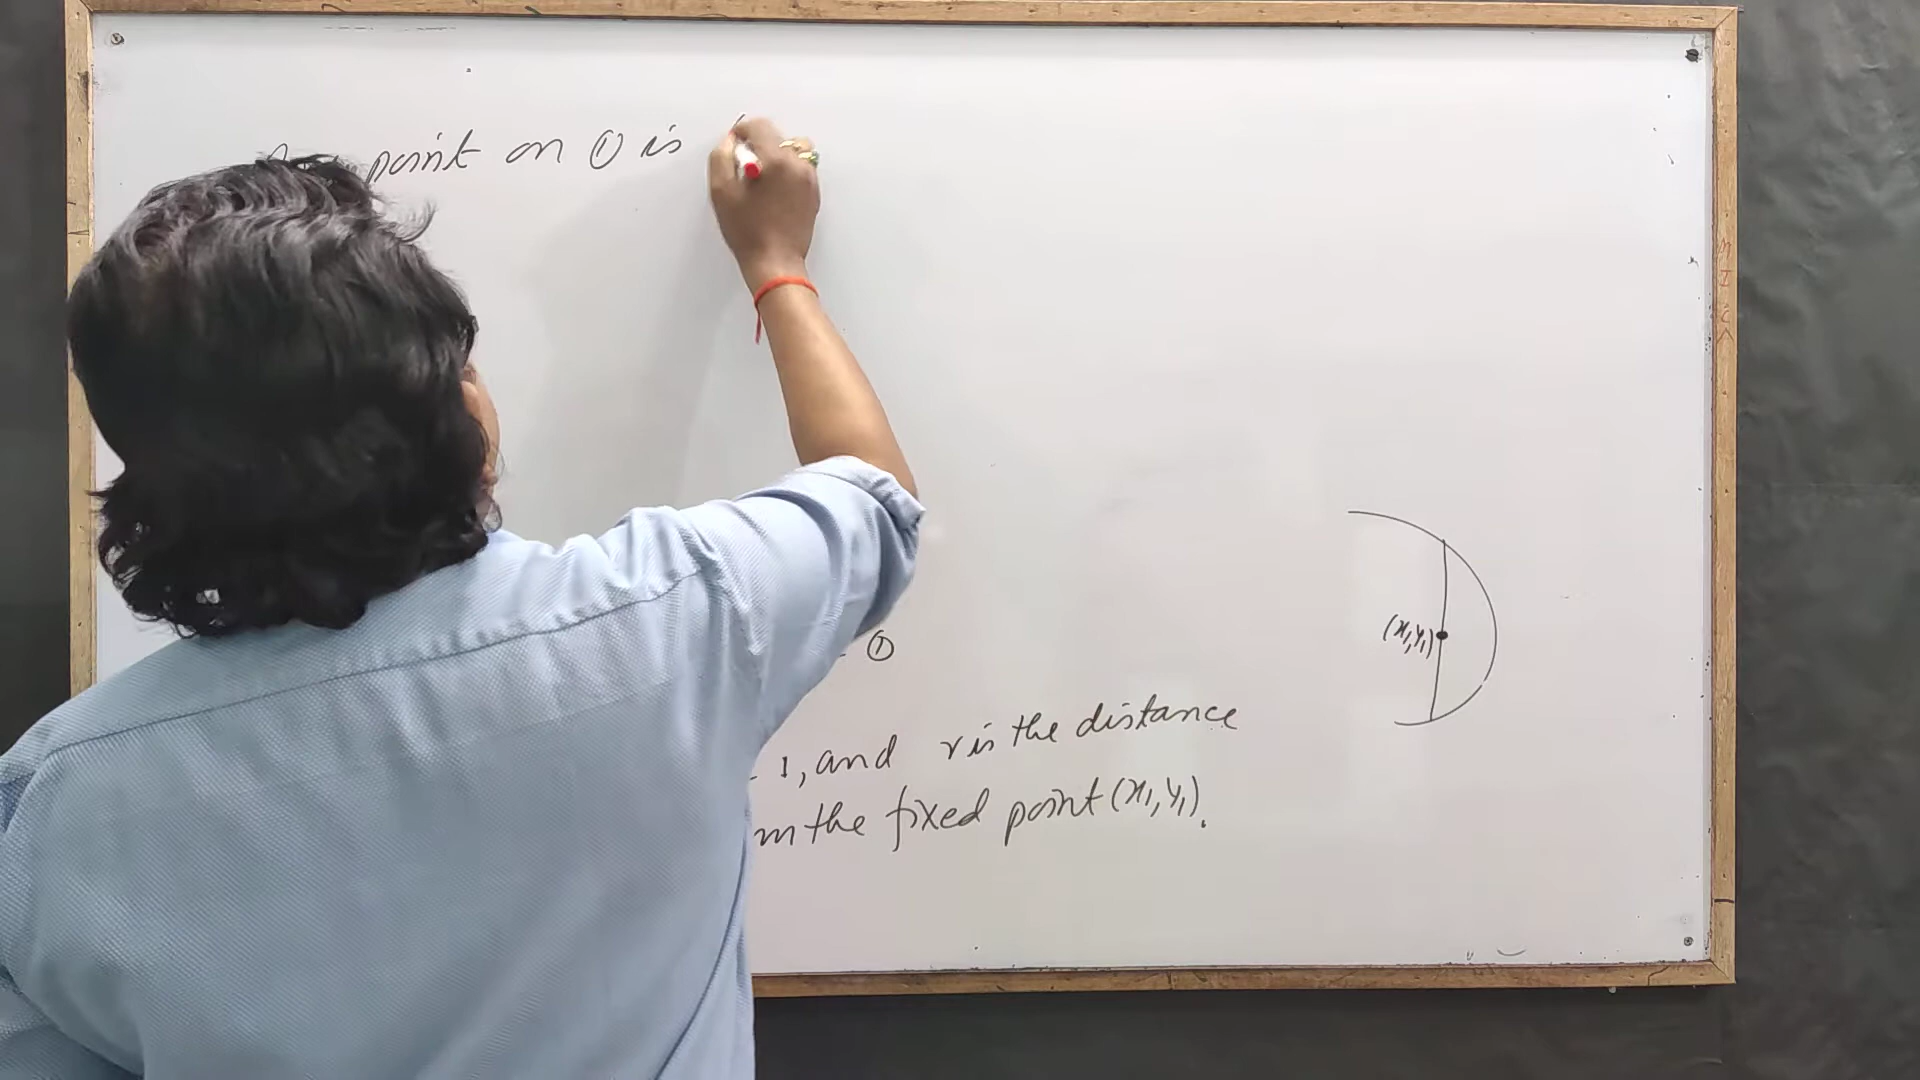 point on ① is (
①
(x₁,y₁)
1, and r is the distance
the fixed point (x₁, y₁).